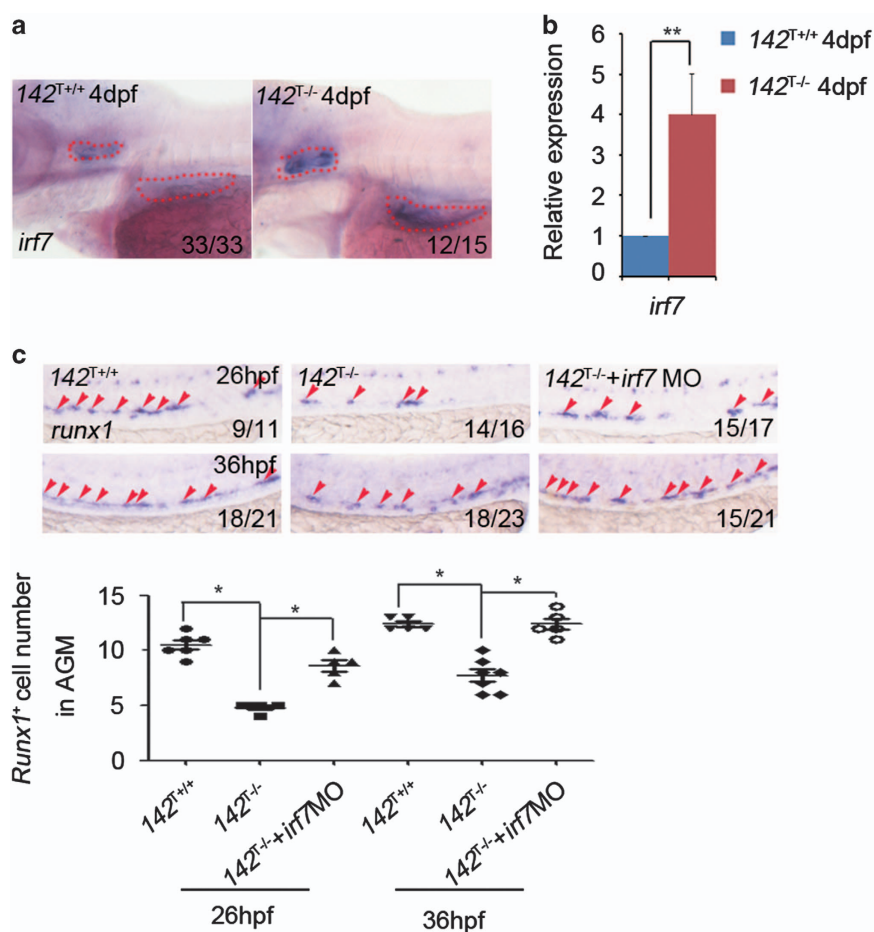 a
142T+/+ 4dpf
142T-/- 4dpf
irf7
33/33
12/15
b
Relative expression
6
5
4
3
2
1
0
**
irf7
142T+/+ 4dpf
142T-/- 4dpf
c
142T+/+ 26hpf
runx1 9/11
142T-/-
14/16
142T-/-+irf7 MO
15/17
36hpf
18/21
18/23
15/21
Runx1+ cell number
in AGM
15
10
5
0
* * * *
142T+/+
142T-/-
142T-/-+irf7MO
142T+/+
142T-/-
142T-/-+irf7MO
26hpf
36hpf